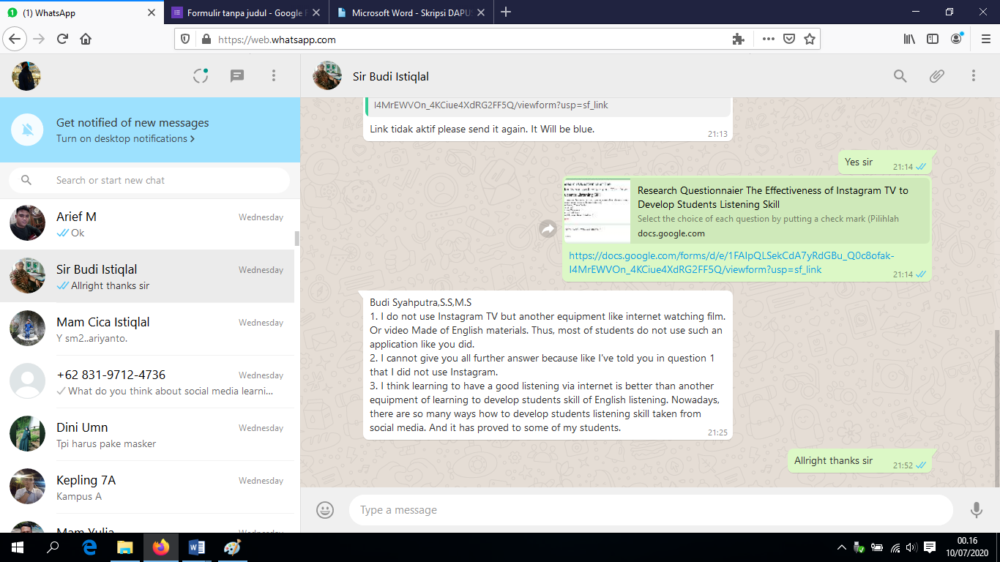 (1) WhatsApp
Formulir tanpa judul - Google F
Microsoft Word - Skripsi DAPUS
https://web.whatsapp.com
Sir Budi Istiqlal
Get notified of new messages
Turn on desktop notifications >
Search or start new chat
Arief M
Wednesday
Ok
Sir Budi Istiqlal
Wednesday
Allright thanks sir
Mam Cica Istiqlal
Wednesday
Y sm2..ariyanto.
+62 831-9712-4736
Wednesday
What do you think about social media learni...
Dini Umn
Wednesday
Tpi harus pake masker
Kepling 7A
Wednesday
Kampus A
Mam Yulia
Wednesday
I4MrEWVOn_4KCiue4XdRG2FF5Q/viewform?usp=sf_link
Link tidak aktif please send it again. It Will be blue.
21:13
Yes sir
21:14
Research Questionnaier The Effectiveness of Instagram TV to
Develop Students Listening Skill
Select the choice of each question by putting a check mark (Pilihlah
docs.google.com
https://docs.google.com/forms/d/e/1FAIpQLSekCdA7yRdGBu_Q0c8ofak-
I4MrEWVOn_4KCiue4XdRG2FF5Q/viewform?usp=sf_link
21:14
Budi Syahputra,S.S,M.S
1. I do not use Instagram TV but another equipment like internet watching film.
Or video Made of English materials. Thus, most of students do not use such an
application like you did.
2. I cannot give you all further answer because like I've told you in question 1
that I did not use Instagram.
3. I think learning to have a good listening via internet is better than another
equipment of learning to develop students skill of English listening. Nowadays,
there are so many ways how to develop students listening skill taken from
social media. And it has proved to some of my students.
21:25
Allright thanks sir
21:52
Type a message
00.16
10/07/2020